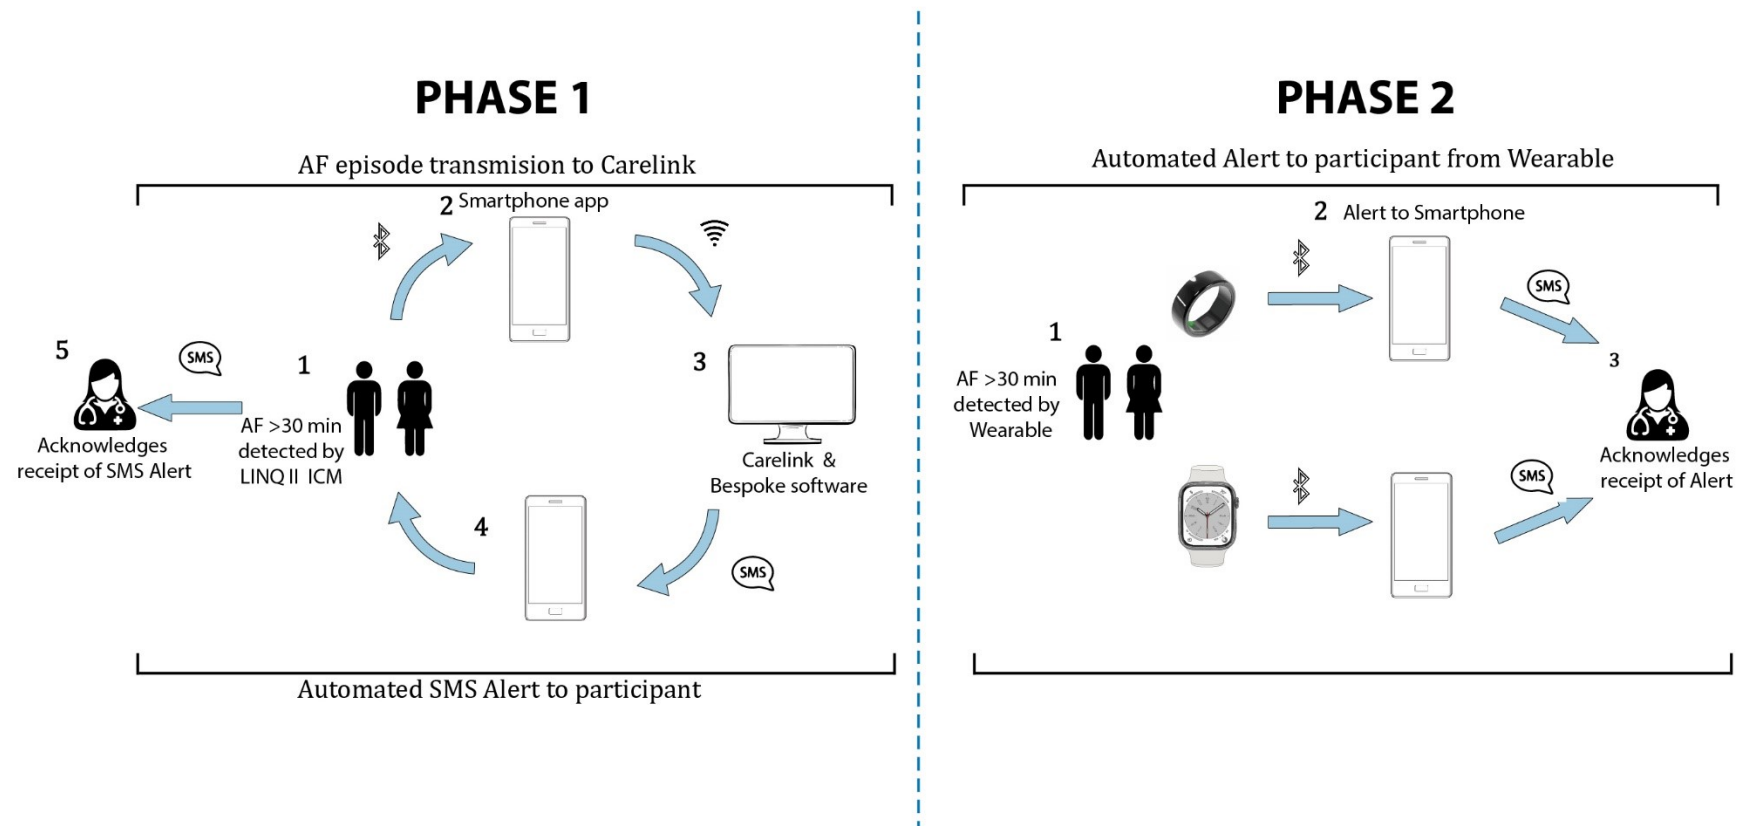 PHASE 1
AF episode transmision to Carelink
2 Smartphone app
3
Carelink &
Bespoke software
SMS
4
1
AF >30 min
detected by
LINQ II ICM
SMS
5
Acknowledges
receipt of SMS Alert
Automated SMS Alert to participant
PHASE 2
Automated Alert to participant from Wearable
2 Alert to Smartphone
1
AF >30 min
detected by
Wearable
SMS
SMS
3
Acknowledges
receipt of Alert